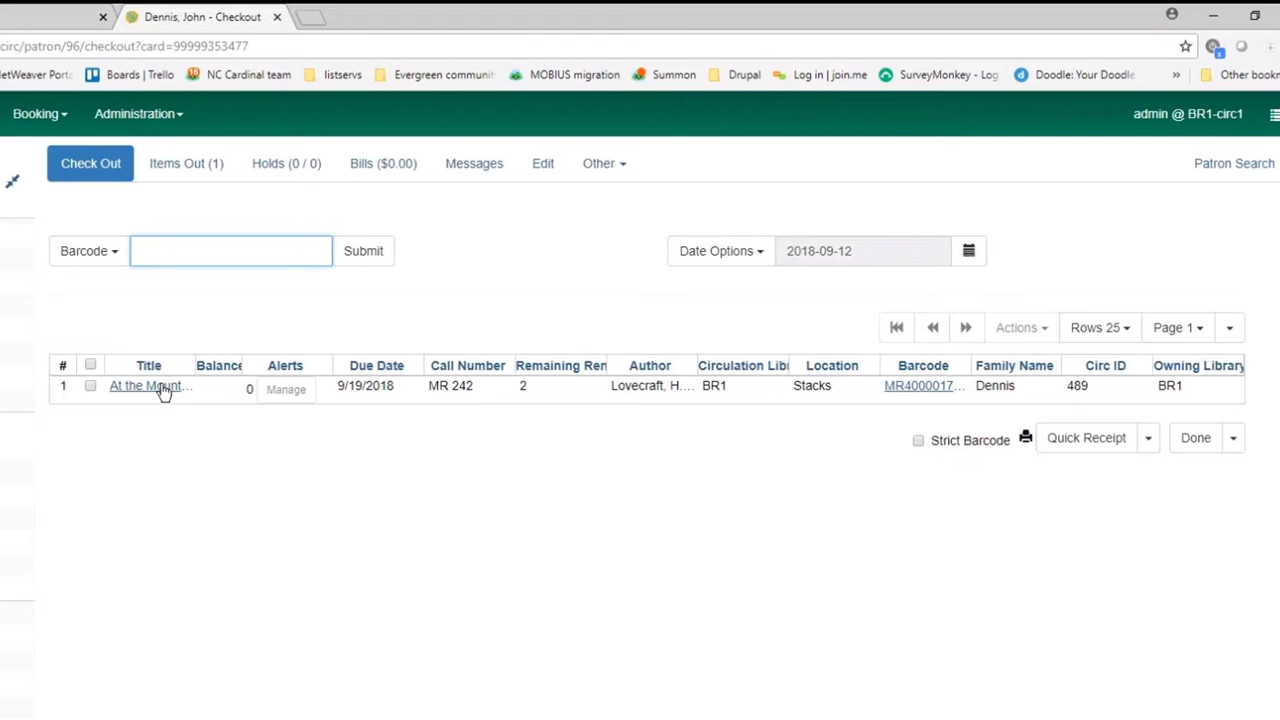 Dennis, John - Checkout
circ/patron/96/checkout?card=99999353477
etWeaver Porta Boards | Trello NC Cardinal team listservs Evergreen communit MOBIUS migration Summon Drupal Log in | join.me SurveyMonkey - Log Doodle: Your Doodle » Other bookm
Booking Administration admin @ BR1-circ1
Check Out Items Out (1) Holds (0 / 0) Bills ($0.00) Messages Edit Other Patron Search
Barcode Submit Date Options 2018-09-12
Actions Rows 25 Page 1
# Title Balance Alerts Due Date Call Number Remaining Ren Author Circulation Libr Location Barcode Family Name Circ ID Owning Library
1 At the Mount... 0 Manage 9/19/2018 MR 242 2 Lovecraft, H.... BR1 Stacks MR4000017... Dennis 489 BR1
Strict Barcode Quick Receipt Done